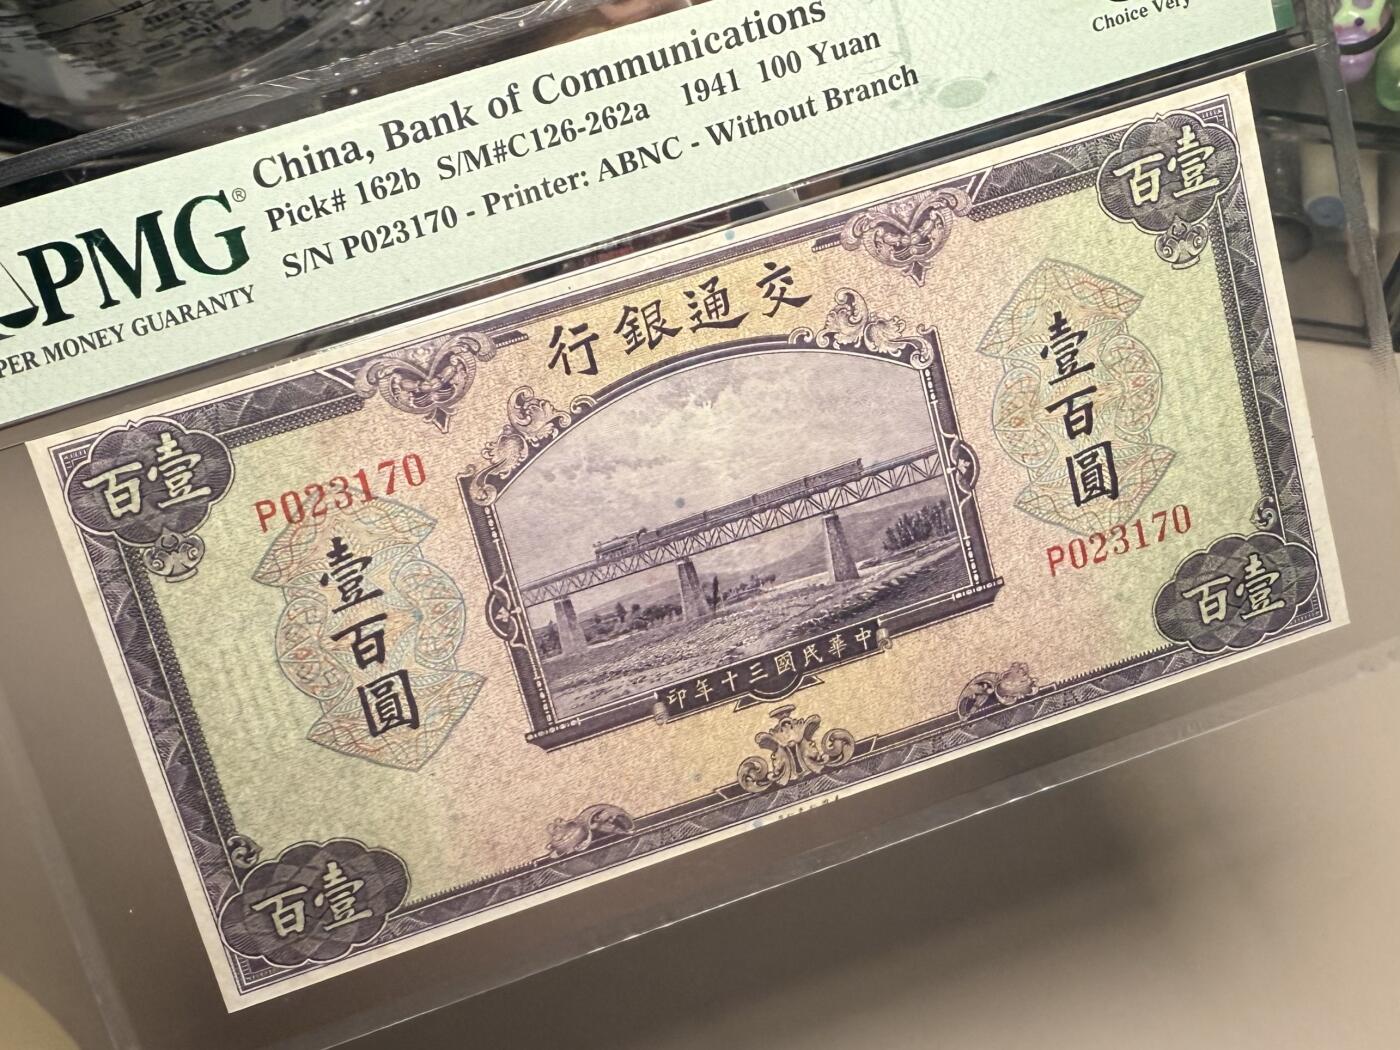 China, Bank of Communications
Pick# 162b S/M#C126-262a 1941 100 Yuan
S/N P023170 - Printer: ABNC - Without Branch
PMG®
PER MONEY GUARANTY
Choice Very
行銀通交
百壹
百壹
P023170
壹百圓
壹百圓
P023170
印年十三國民華中
百壹
百壹